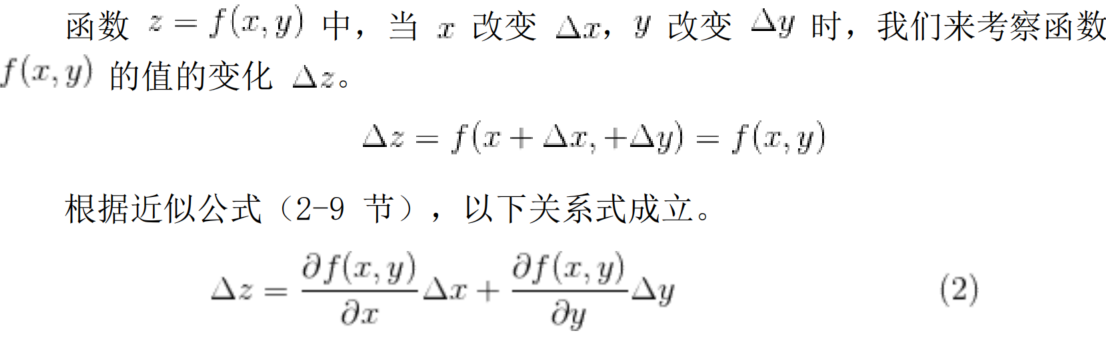 函数 z = f(x, y) 中，当 x 改变 Δx，y 改变 Δy 时，我们来考察函数
f(x, y) 的值的变化 Δz。
Δz = f(x + Δx, +Δy) = f(x, y)
根据近似公式（2-9 节），以下关系式成立。
Δz = \frac{∂f(x, y)}{∂x}Δx + \frac{∂f(x, y)}{∂y}Δy (2)